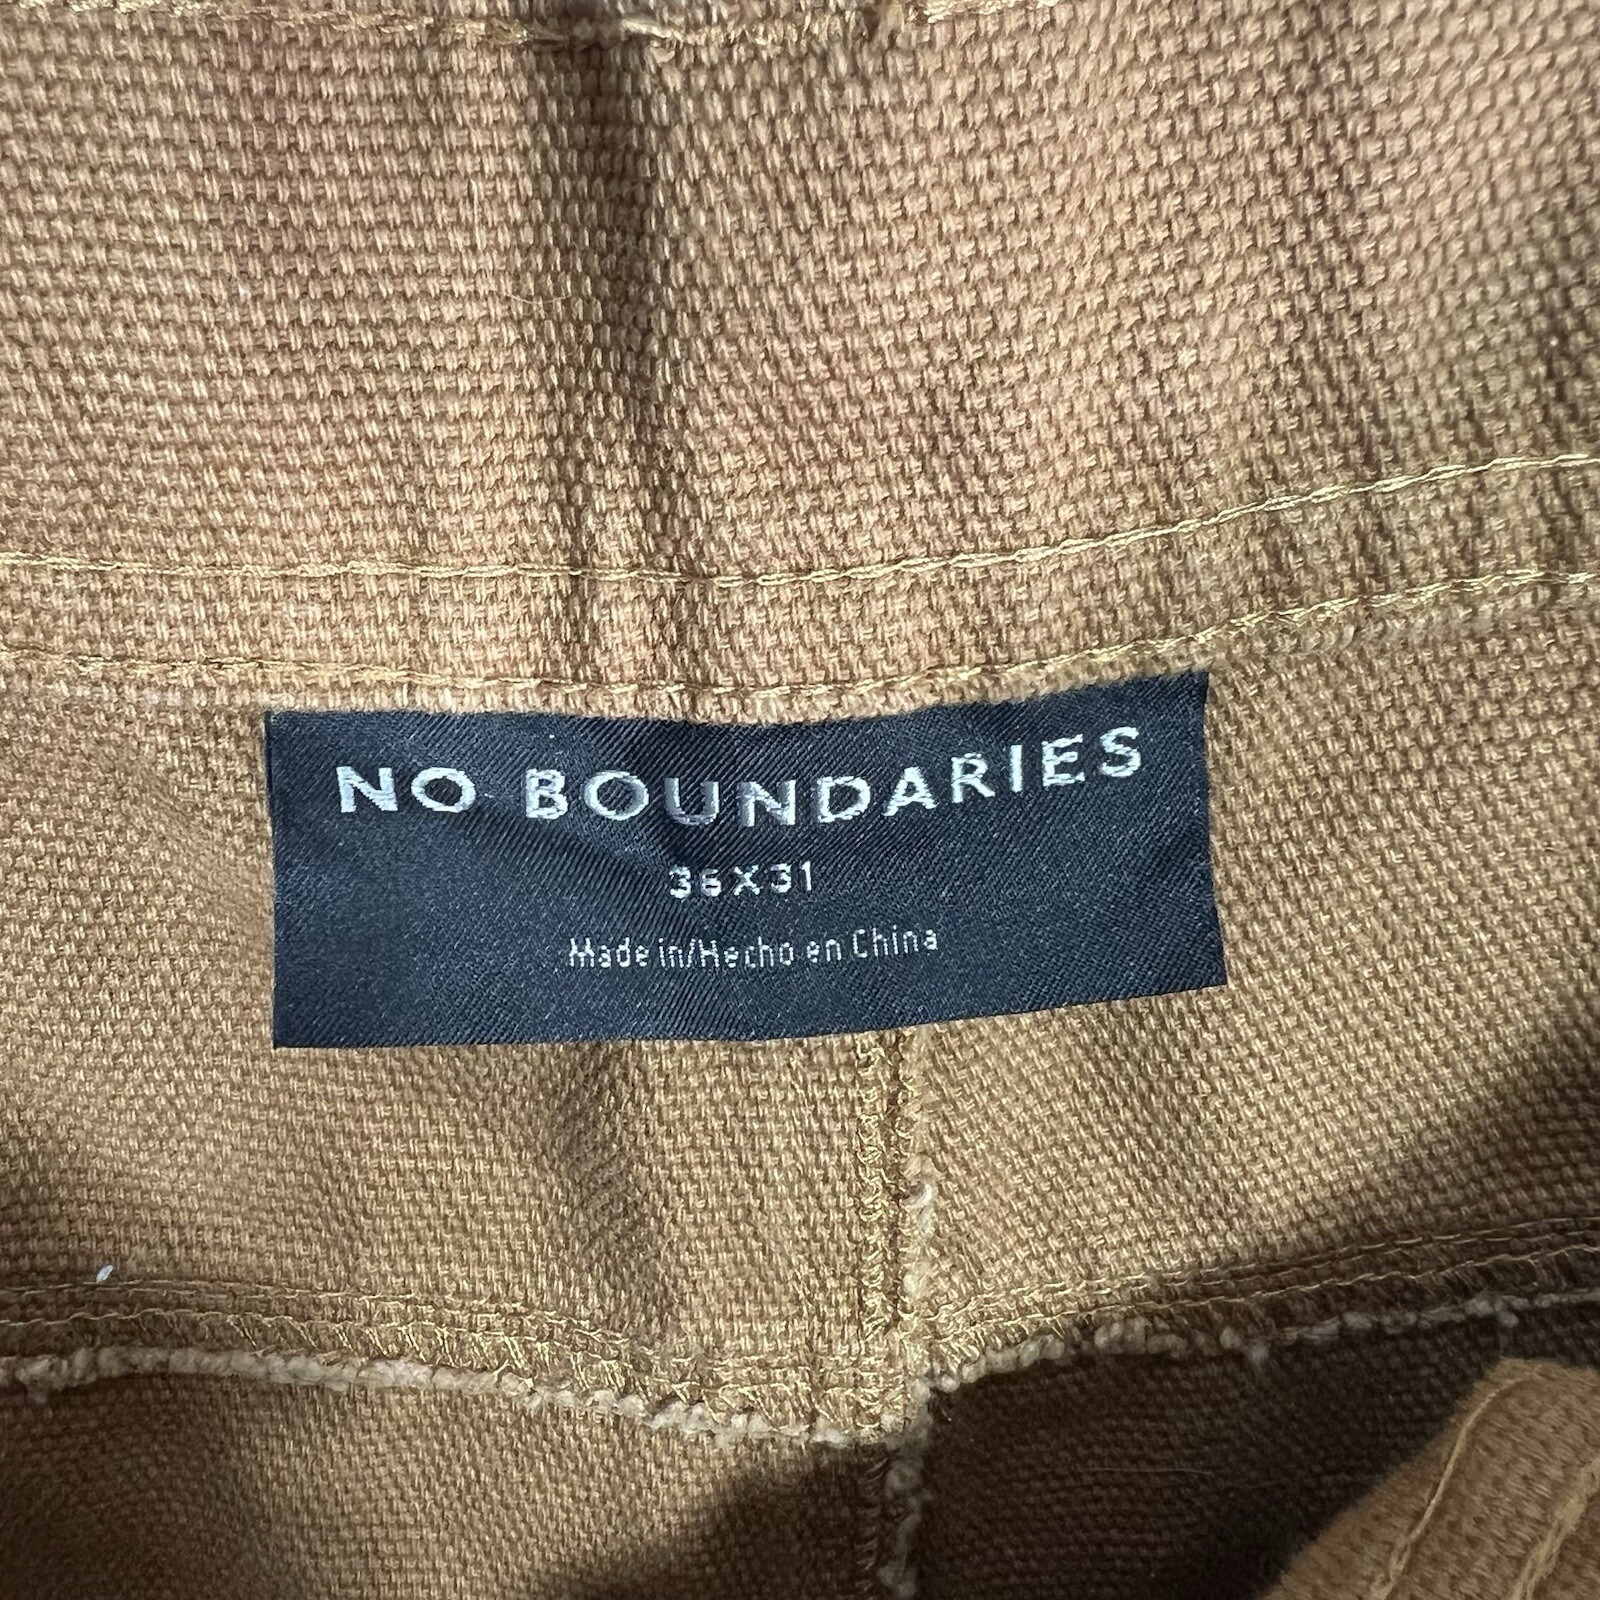 NO BOUNDARIES
36X31
Made in/Hecho en China